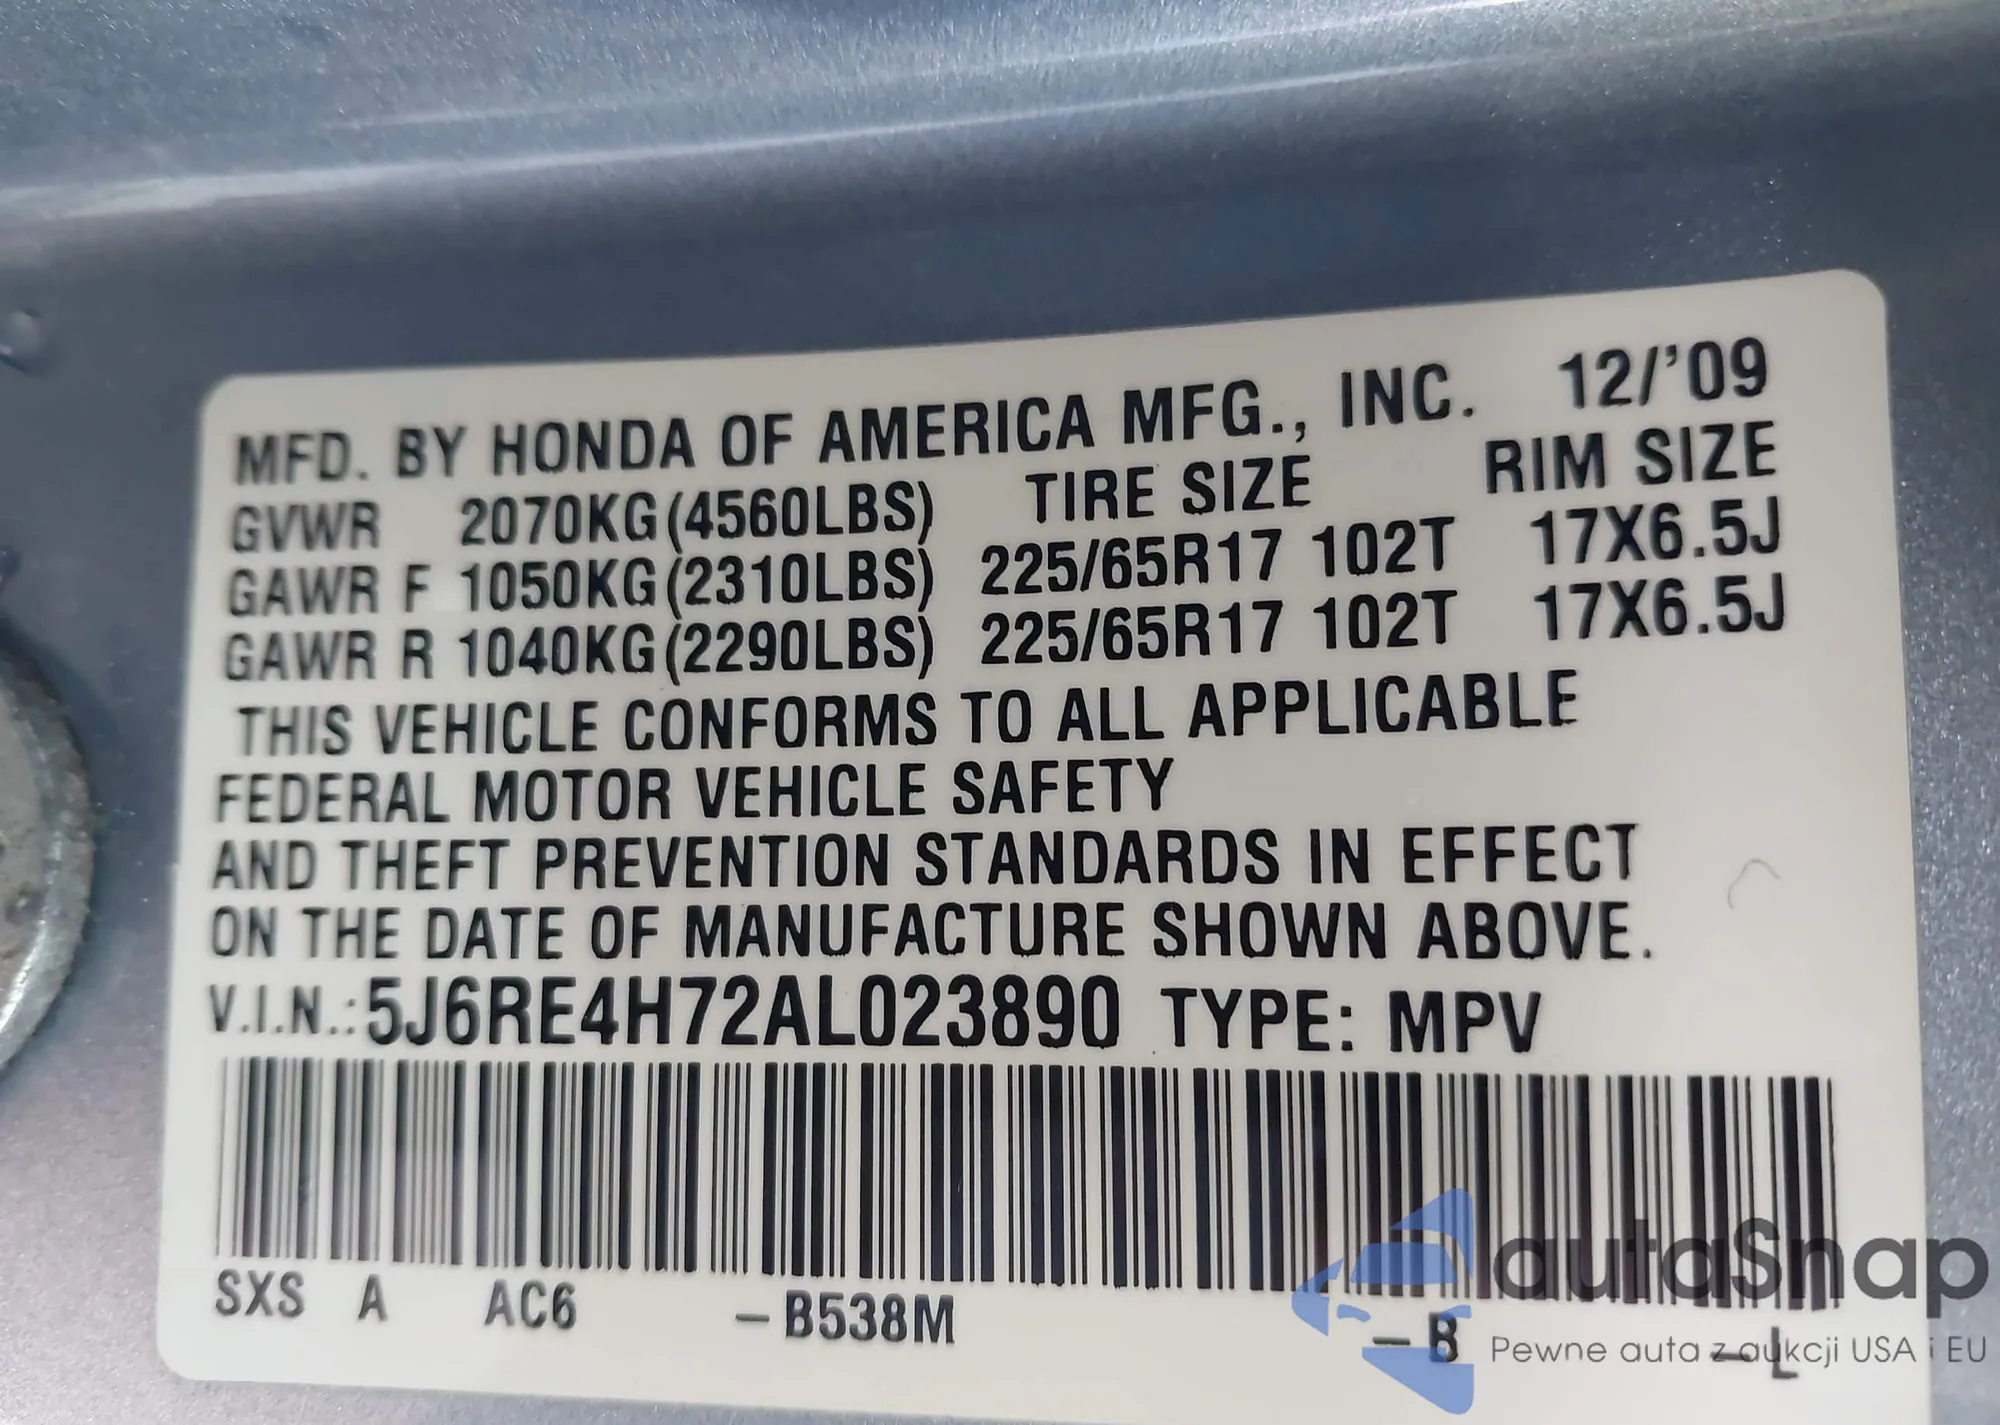 MFD. BY HONDA OF AMERICA MFG., INC. 12/'09
GVWR 2070KG(4560LBS) TIRE SIZE RIM SIZE
GAWR F 1050KG(2310LBS) 225/65R17 102T 17X6.5J
GAWR R 1040KG(2290LBS) 225/65R17 102T 17X6.5J
THIS VEHICLE CONFORMS TO ALL APPLICABLE
FEDERAL MOTOR VEHICLE SAFETY
AND THEFT PREVENTION STANDARDS IN EFFECT
ON THE DATE OF MANUFACTURE SHOWN ABOVE.
V.I.N.:5J6RE4H72AL023890 TYPE: MPV
SXS A AC6 –B538M –B –L
autaSnap
Pewne auta z aukcji USA i EU